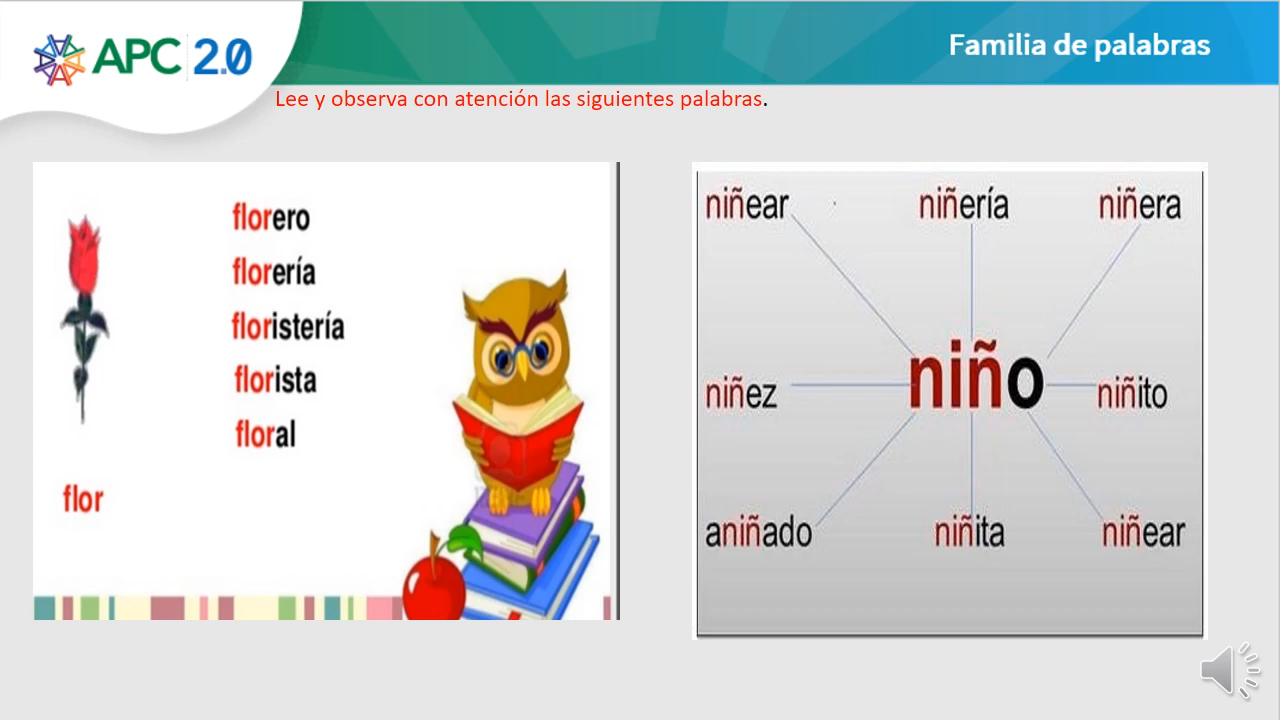 APC 2.0
Familia de palabras
Lee y observa con atención las siguientes palabras.
florero
florería
floristería
florista
floral
flor
niñear niñería niñera
niñez niño niñito
aniñado niñita niñear